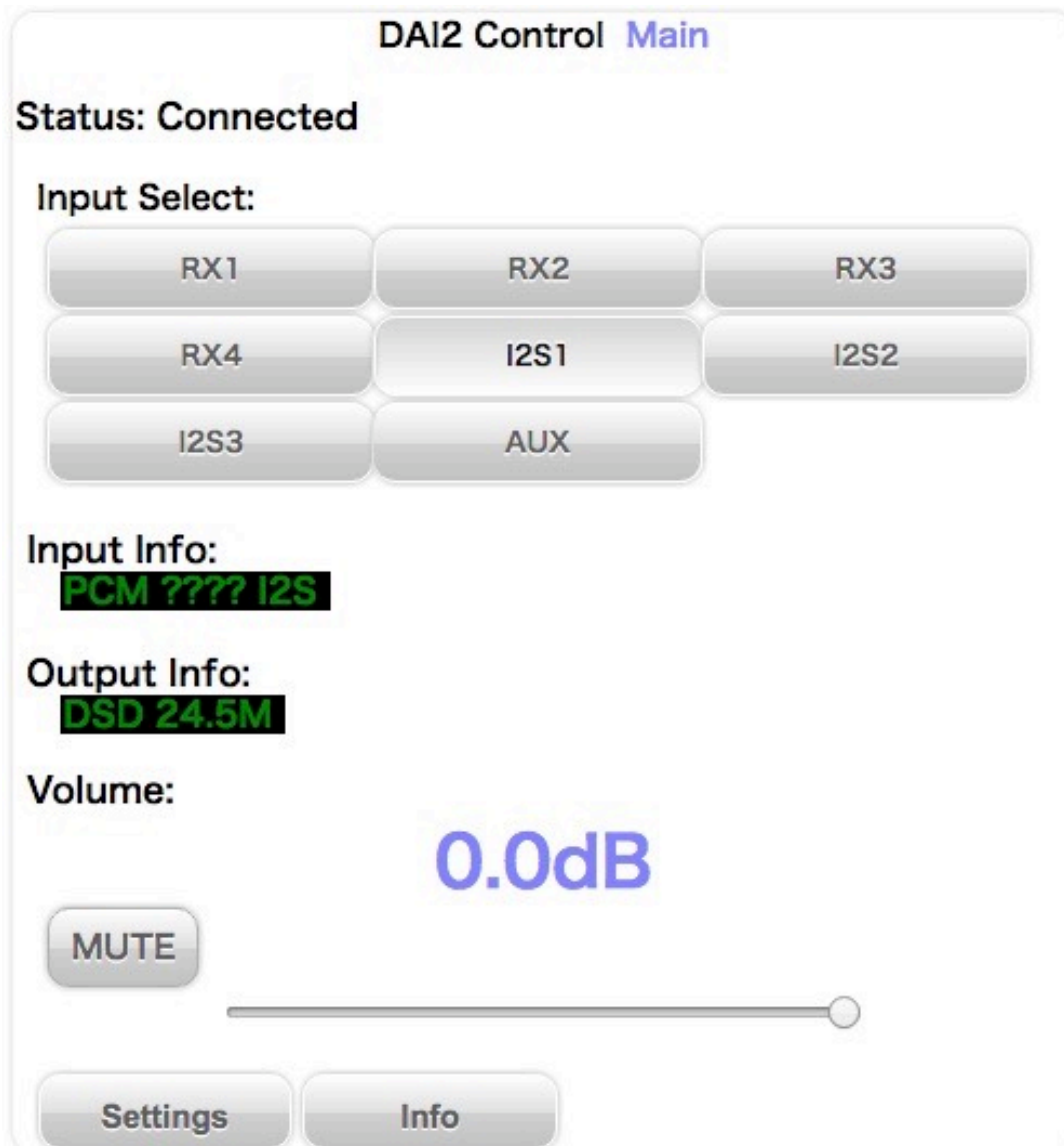 DAI2 Control Main
Status: Connected
Input Select:
RX1 RX2 RX3
RX4 I2S1 I2S2
I2S3 AUX
Input Info:
PCM ???? I2S
Output Info:
DSD 24.5M
Volume:
0.0dB
MUTE
Settings Info